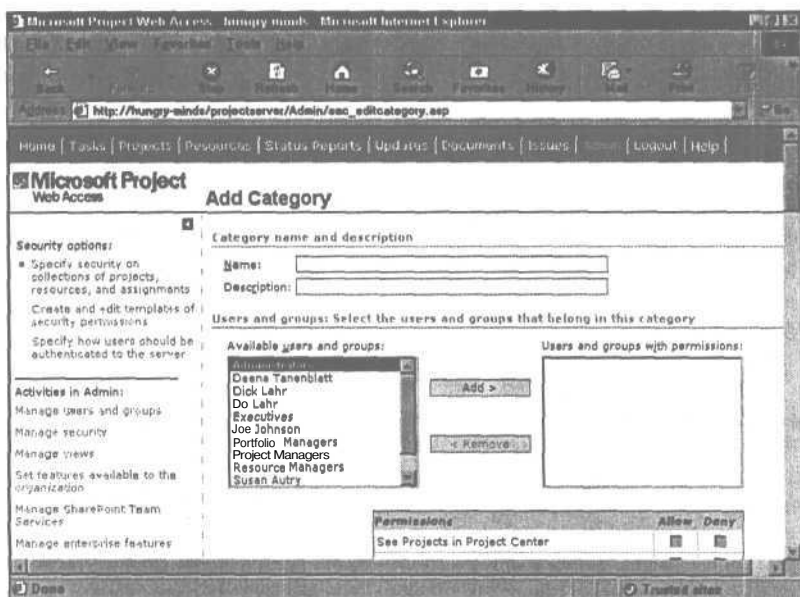 Microsoft Project Web Access - hungry minds - Microsoft Internet Explorer
File Edit View Favorites Tools Help
Back Forward Stop Refresh Home Search Favorites History Mail Print
Address http://hungry-minds/projectserver/Admin/sec_editcategory.asp Go
Home | Tasks | Projects | Resources | Status Reports | Updates | Documents | Issues | Admin | Logout | Help |
Microsoft Project
Web Access
Add Category
Security options:
Specify security on
collections of projects,
resources, and assignments
Create and edit templates of
security permissions
Specify how users should be
authenticated to the server
Activities in Admin:
Manage users and groups
Manage security
Manage views
Set features available to the
organization
Manage SharePoint Team
Services
Manage enterprise features
Category name and description
Name:
Description:
Users and groups: Select the users and groups that belong in this category
Available users and groups:
Administrators
Deena Tanenblatt
Dick Lahr
Do Lahr
Executives
Joe Johnson
Portfolio Managers
Project Managers
Resource Managers
Susan Autry
Add >
< Remove
Users and groups with permissions:
Permissions Allow Deny
See Projects in Project Center
Done
Trusted sites